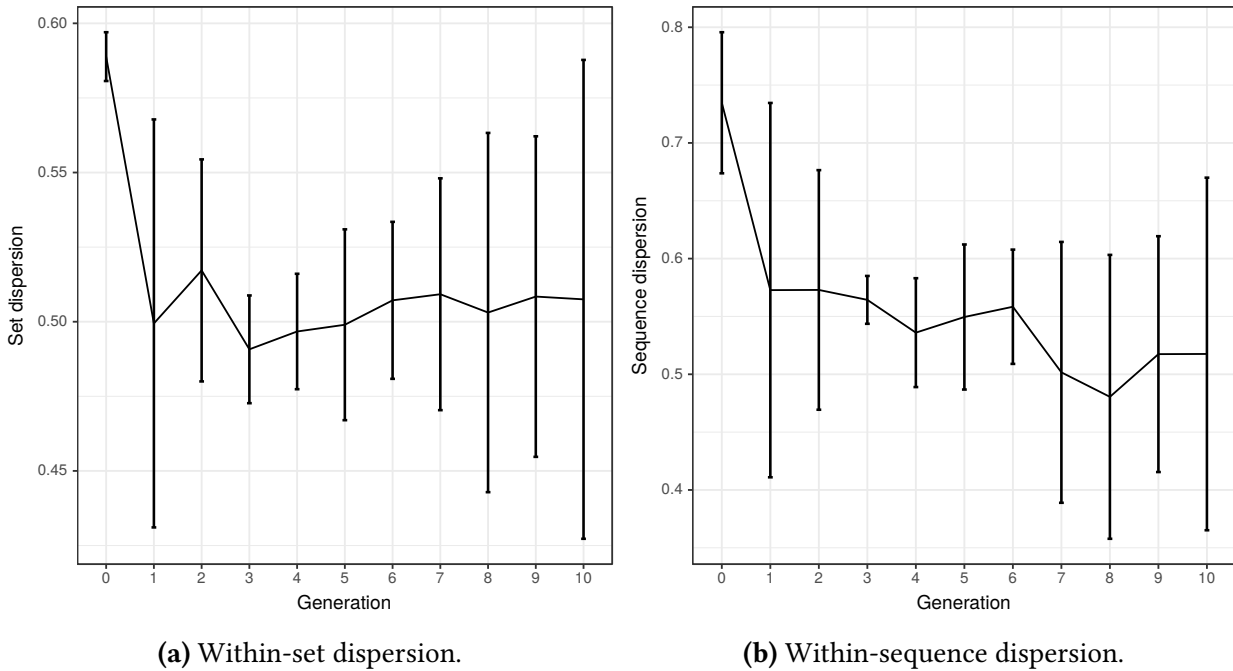 0.60
0.55
0.50
0.45
Set dispersion
0 1 2 3 4 5 6 7 8 9 10
Generation
(a) Within-set dispersion.
0.8
0.7
0.6
0.5
0.4
Sequence dispersion
0 1 2 3 4 5 6 7 8 9 10
Generation
(b) Within-sequence dispersion.